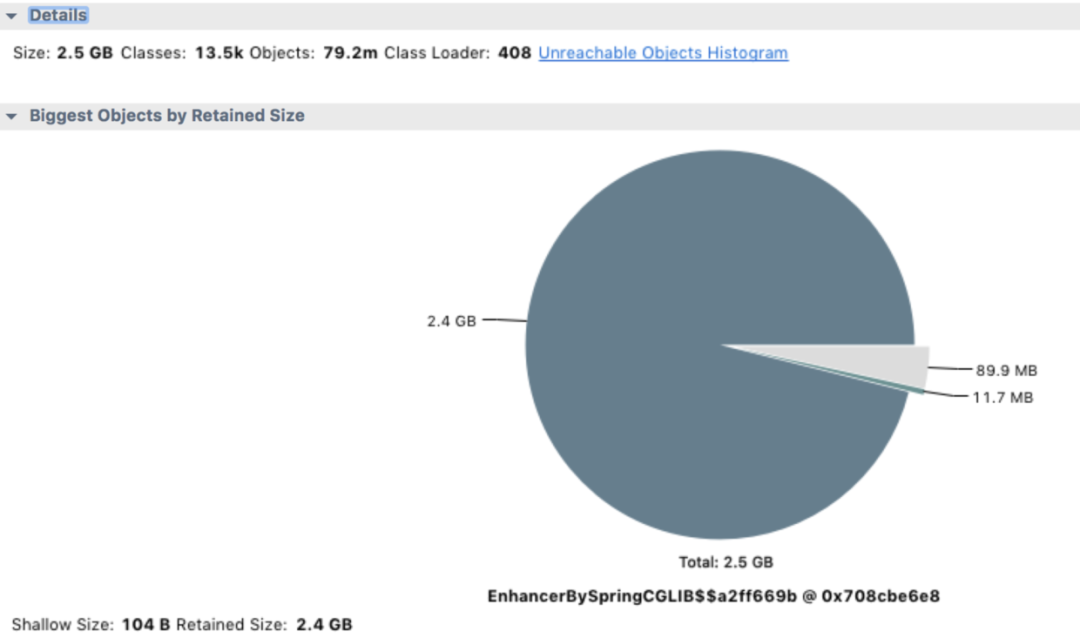 Details
Size: 2.5 GB Classes: 13.5k Objects: 79.2m Class Loader: 408 Unreachable Objects Histogram
Biggest Objects by Retained Size
2.4 GB
89.9 MB
11.7 MB
Total: 2.5 GB
EnhancerBySpringCGLIB$$a2ff669b @ 0x708cbe6e8
Shallow Size: 104 B Retained Size: 2.4 GB